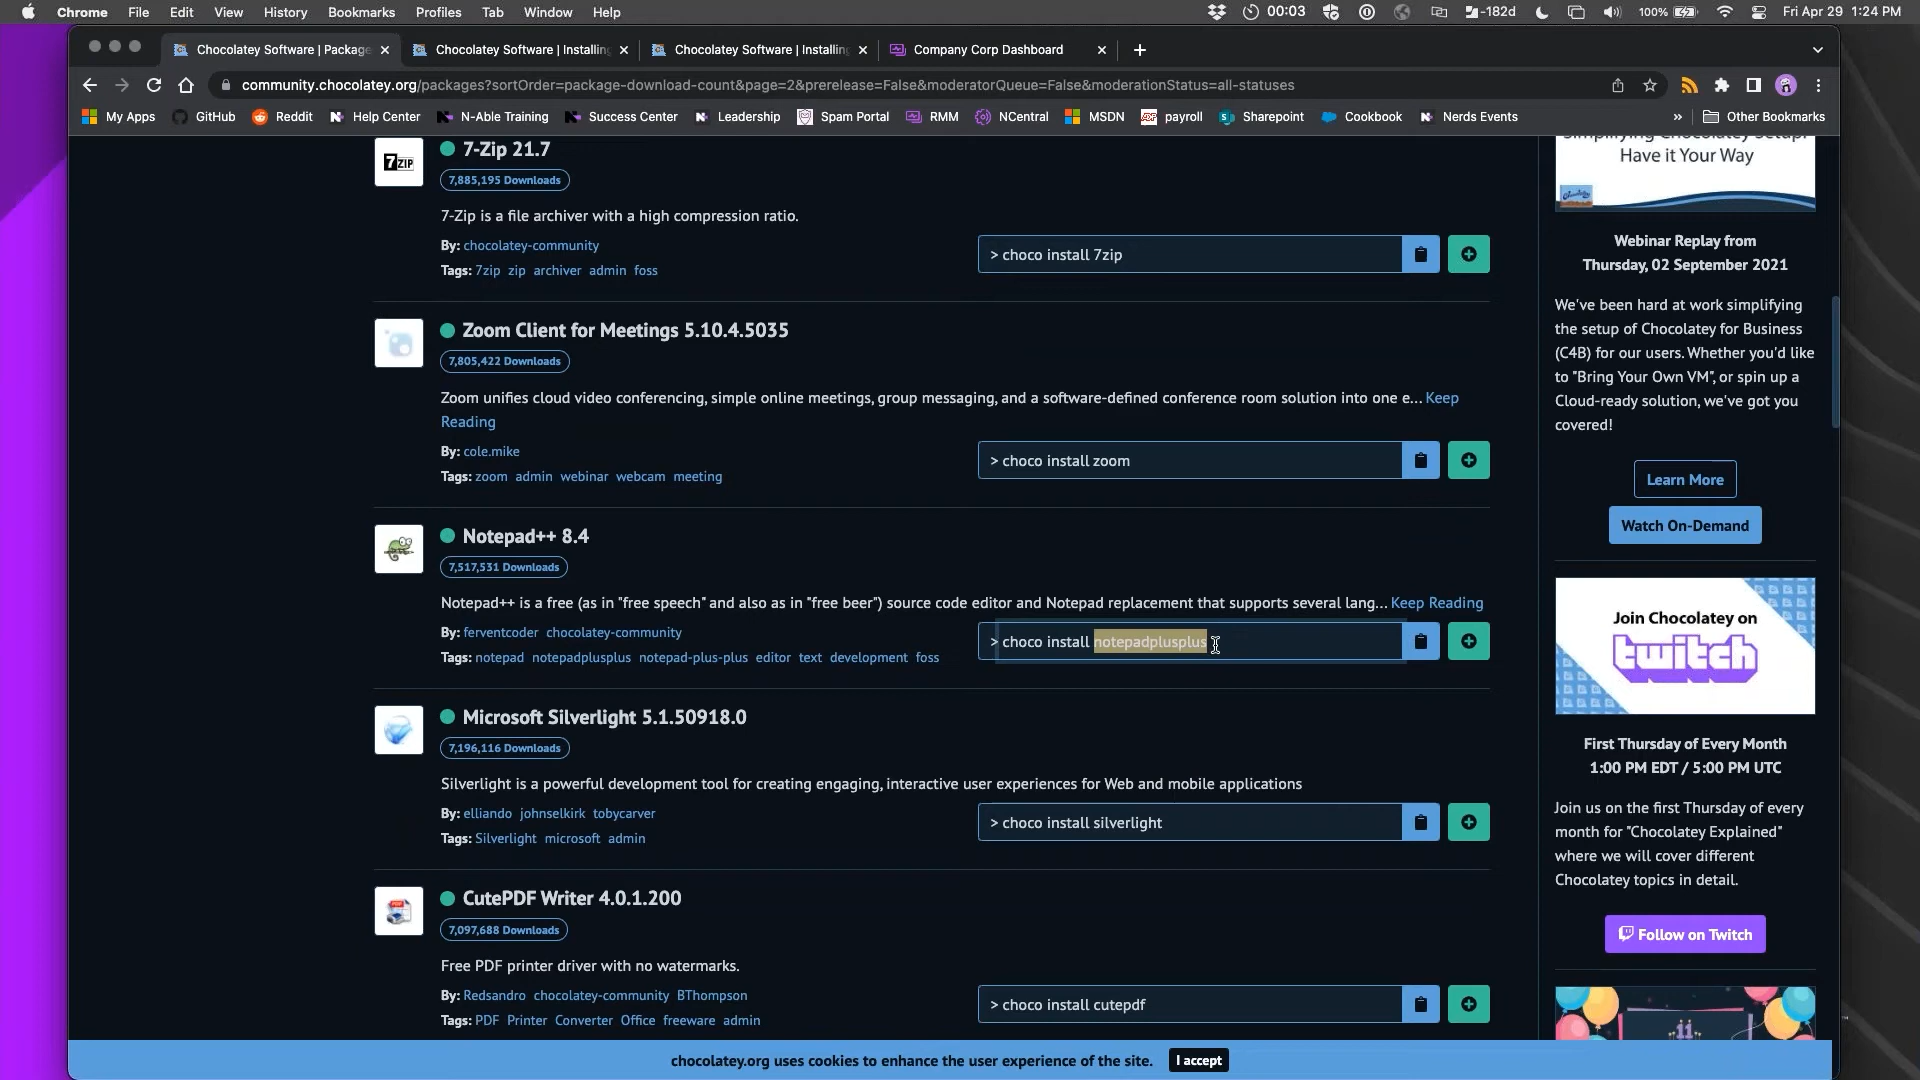 Chrome File Edit View History Bookmarks Profiles Tab Window Help 00:03 -182d 100% Fri Apr 29 1:24 PM
Chocolatey Software | Package Chocolatey Software | Installing Chocolatey Software | Installing Company Corp Dashboard
community.chocolatey.org/packages?sortOrder=package-download-count&page=2&prerelease=False&moderatorQueue=False&moderationStatus=all-statuses
My Apps GitHub Reddit Help Center N-Able Training Success Center Leadership Spam Portal RMM NCentral MSDN payroll Sharepoint Cookbook Nerds Events » Other Bookmarks
7ZIP
7-Zip 21.7
7,885,195 Downloads
7-Zip is a file archiver with a high compression ratio.
By: chocolatey-community
Tags: 7zip zip archiver admin foss
> choco install 7zip
Zoom Client for Meetings 5.10.4.5035
7,805,422 Downloads
Zoom unifies cloud video conferencing, simple online meetings, group messaging, and a software-defined conference room solution into one e... Keep
Reading
By: cole.mike
Tags: zoom admin webinar webcam meeting
> choco install zoom
Notepad++ 8.4
7,517,531 Downloads
Notepad++ is a free (as in "free speech" and also as in "free beer") source code editor and Notepad replacement that supports several lang... Keep Reading
By: ferventcoder chocolatey-community
Tags: notepad notepadplusplus notepad-plus-plus editor text development foss
> choco install notepadplusplus
Microsoft Silverlight 5.1.50918.0
7,196,116 Downloads
Silverlight is a powerful development tool for creating engaging, interactive user experiences for Web and mobile applications
By: elliando johnselkirk tobycarver
Tags: Silverlight microsoft admin
> choco install silverlight
CutePDF Writer 4.0.1.200
7,097,688 Downloads
Free PDF printer driver with no watermarks.
By: Redsandro chocolatey-community BThompson
Tags: PDF Printer Converter Office freeware admin
> choco install cutepdf
Simplifying Chocolatey Setup:
Have it Your Way
Webinar Replay from
Thursday, 02 September 2021
We've been hard at work simplifying
the setup of Chocolatey for Business
(C4B) for our users. Whether you'd like
to "Bring Your Own VM", or spin up a
Cloud-ready solution, we've got you
covered!
Learn More
Watch On-Demand
Join Chocolatey on
twitch
First Thursday of Every Month
1:00 PM EDT / 5:00 PM UTC
Join us on the first Thursday of every
month for "Chocolatey Explained"
where we will cover different
Chocolatey topics in detail.
Follow on Twitch
11
chocolatey.org uses cookies to enhance the user experience of the site. I accept